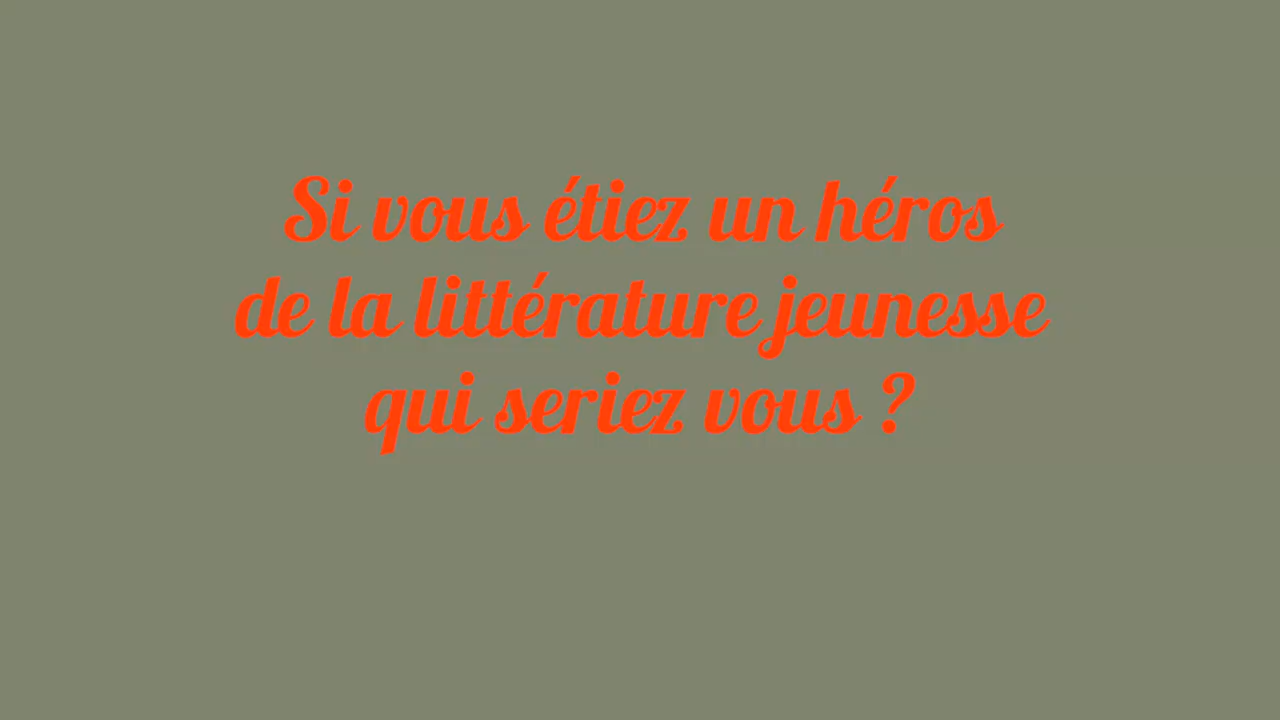 Si vous étiez un héros
de la littérature jeunesse
qui seriez vous ?